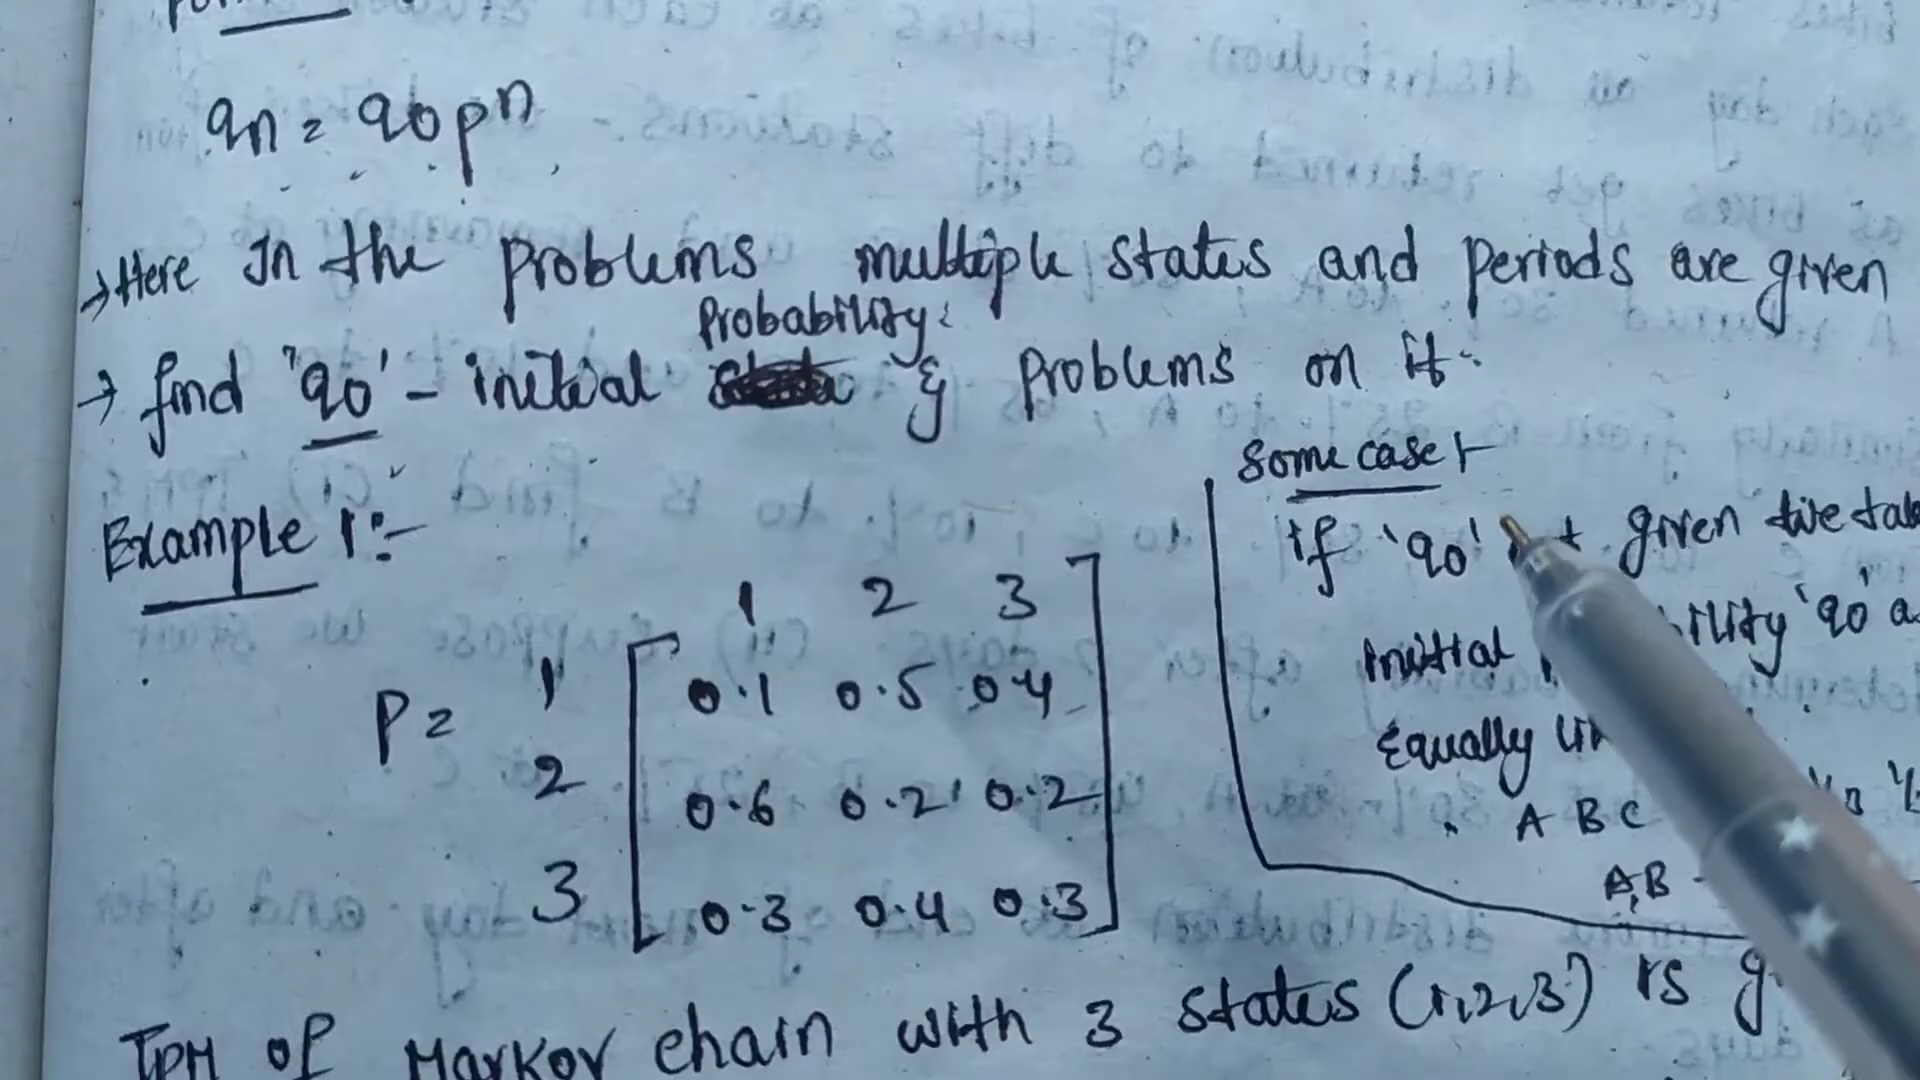 qn = q0 pn
→ Here In the problems multiple states and periods are given
Probability:
→ find 'q0' - initial & problems on it.
Some case :-
if 'q0' given
Example 1:-
initial 'q0'
1 2 3
P = 1 0.1 0.5 0.4
Equally
2 0.6 0.2 0.2
A B C
A,B
3 0.3 0.4 0.3
TPM of Markov chain with 3 states (1,2,3) is